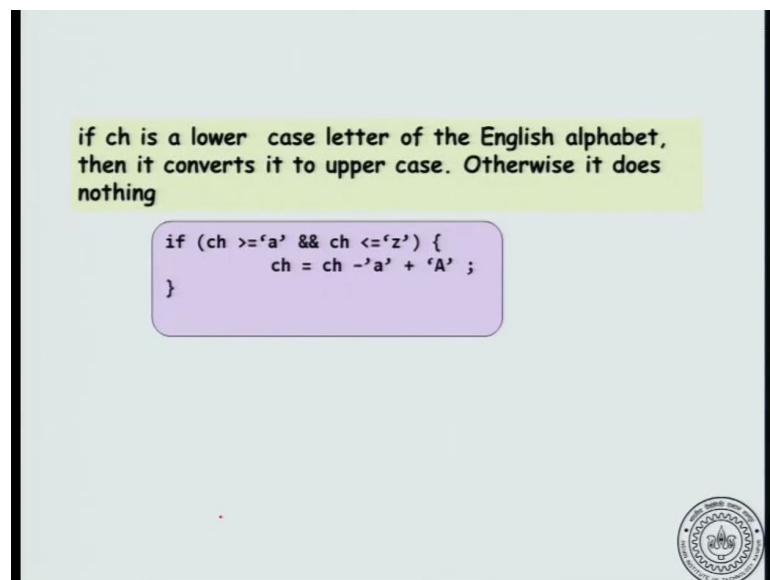 if ch is a lower case letter of the English alphabet,
then it converts it to upper case. Otherwise it does
nothing
if (ch >=‘a’ && ch <=‘z’) {
ch = ch -’a’ + ‘A’ ;
}